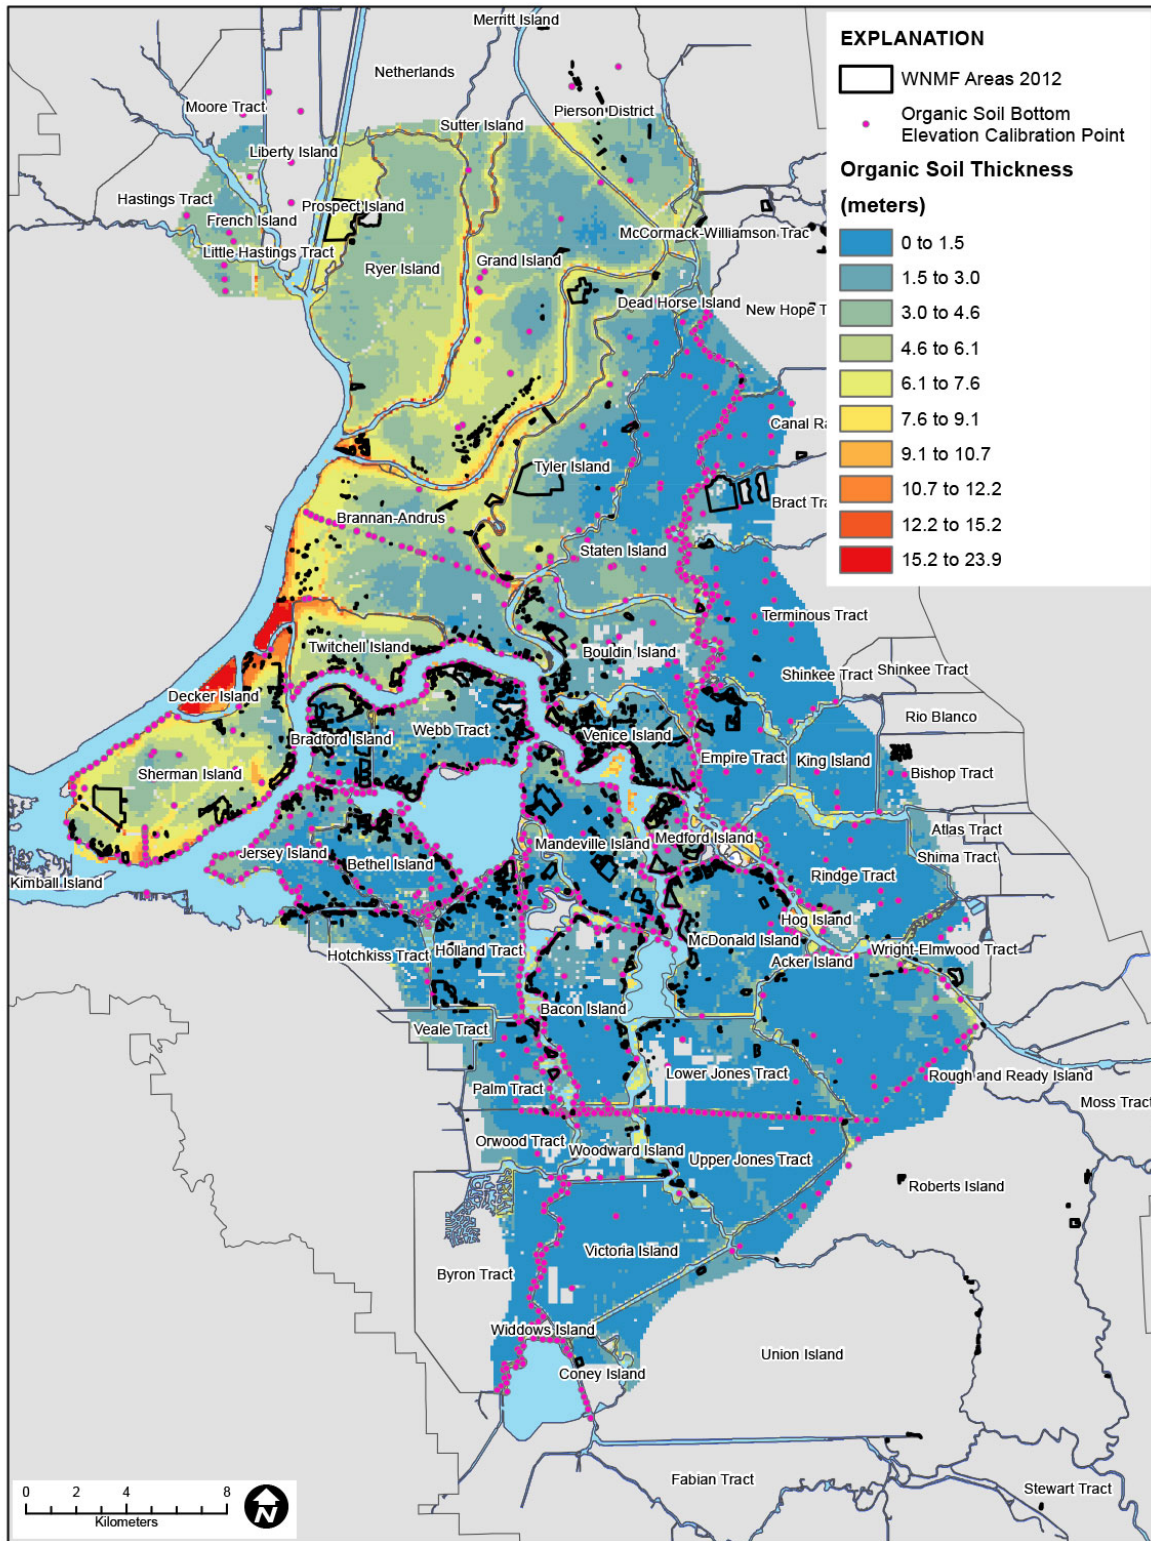 Merritt Island
EXPLANATION
WNMF Areas 2012
Organic Soil Bottom
Elevation Calibration Point
Organic Soil Thickness
(meters)
0 to 1.5
1.5 to 3.0
3.0 to 4.6
4.6 to 6.1
6.1 to 7.6
7.6 to 9.1
9.1 to 10.7
10.7 to 12.2
12.2 to 15.2
15.2 to 23.9
Netherlands
Moore Tract
Pierson District
Sutter Island
Liberty Island
Hastings Tract
Prospect Island
French Island
McCormack-Williamson Trac
Little Hastings Tract
Grand Island
Ryer Island
Dead Horse Island
New Hope T
Canal Ra
Tyler Island
Bract Tra
Brannan-Andrus
Staten Island
Terminous Tract
Twitchell Island
Bouldin Island
Shinkee Tract
Shinkee Tract
Decker Island
Rio Blanco
Webb Tract
Bradford Island
Venice Island
Empire Tract
King Island
Sherman Island
Bishop Tract
Atlas Tract
Mandeville Island
Medford Island
Jersey Island
Shima Tract
Bethel Island
Kimball Island
Rindge Tract
Hog Island
McDonald Island
Hotchkiss Tract
Holland Tract
Wright-Elmwood Tract
Acker Island
Bacon Island
Veale Tract
Lower Jones Tract
Rough and Ready Island
Palm Tract
Moss Tract
Orwood Tract
Woodward Island
Upper Jones Tract
Roberts Island
Victoria Island
Byron Tract
Widdows Island
Union Island
Coney Island
Fabian Tract
Stewart Tract
0 2 4 8
Kilometers
N